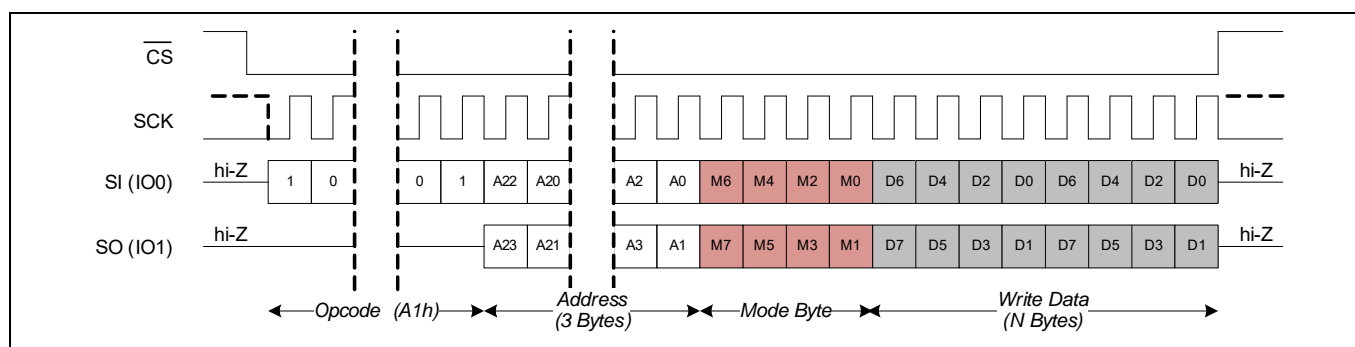 CS
SCK
hi-Z
SI (IO0) 1 0 0 1 A22 A20 A2 A0 M6 M4 M2 M0 D6 D4 D2 D0 D6 D4 D2 D0 hi-Z
hi-Z
SO (IO1) A23 A21 A3 A1 M7 M5 M3 M1 D7 D5 D3 D1 D7 D5 D3 D1 hi-Z
Opcode (A1h) Address Mode Byte Write Data
(3 Bytes) (N Bytes)